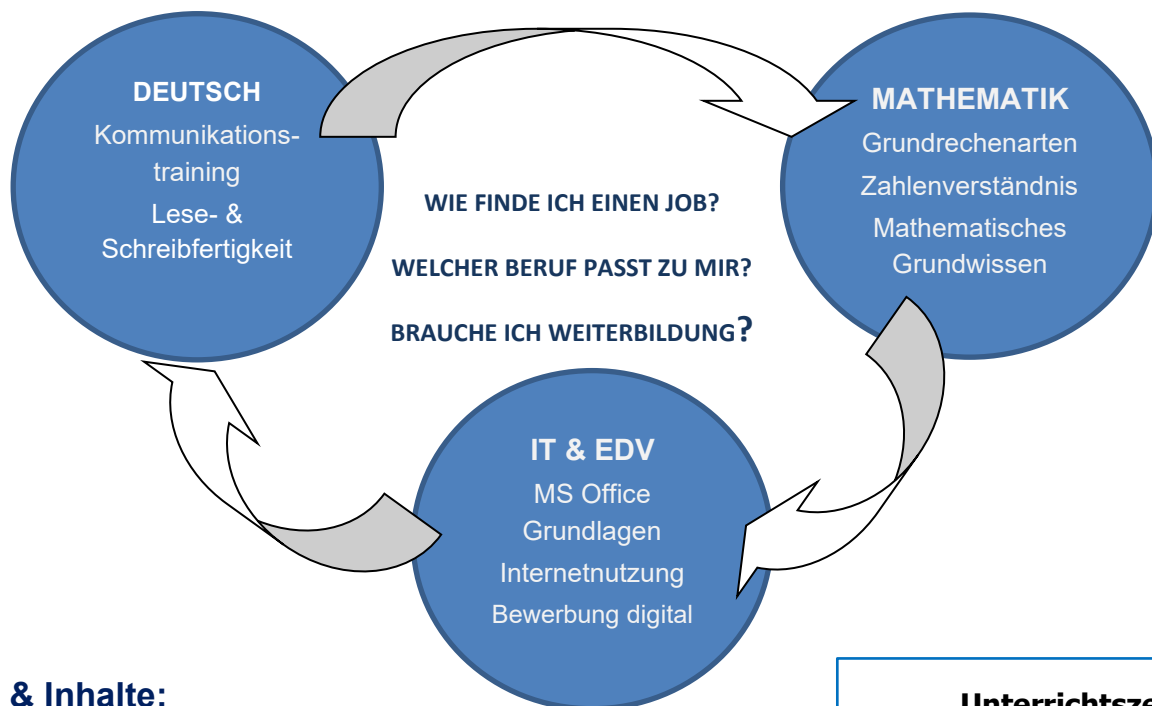 DEUTSCH
Kommunikations-
training
Lese- &
Schreibfertigkeit
MATHEMATIK
Grundrechenarten
Zahlenverständnis
Mathematisches
Grundwissen
WIE FINDE ICH EINEN JOB?
WELCHER BERUF PASST ZU MIR?
BRAUCHE ICH WEITERBILDUNG?
IT & EDV
MS Office
Grundlagen
Internetnutzung
Bewerbung digital
& Inhalte: